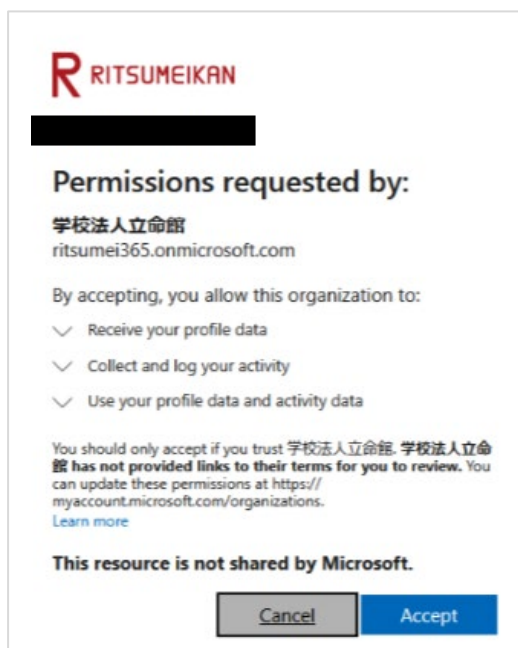 RITSUMEIKAN
Permissions requested by:
学校法人立命館
ritsumei365.onmicrosoft.com
By accepting, you allow this organization to:
Receive your profile data
Collect and log your activity
Use your profile data and activity data
You should only accept if you trust 学校法人立命館. 学校法人立命
館 has not provided links to their terms for you to review. You
can update these permissions at https://
myaccount.microsoft.com/organizations.
Learn more
This resource is not shared by Microsoft.
Cancel
Accept